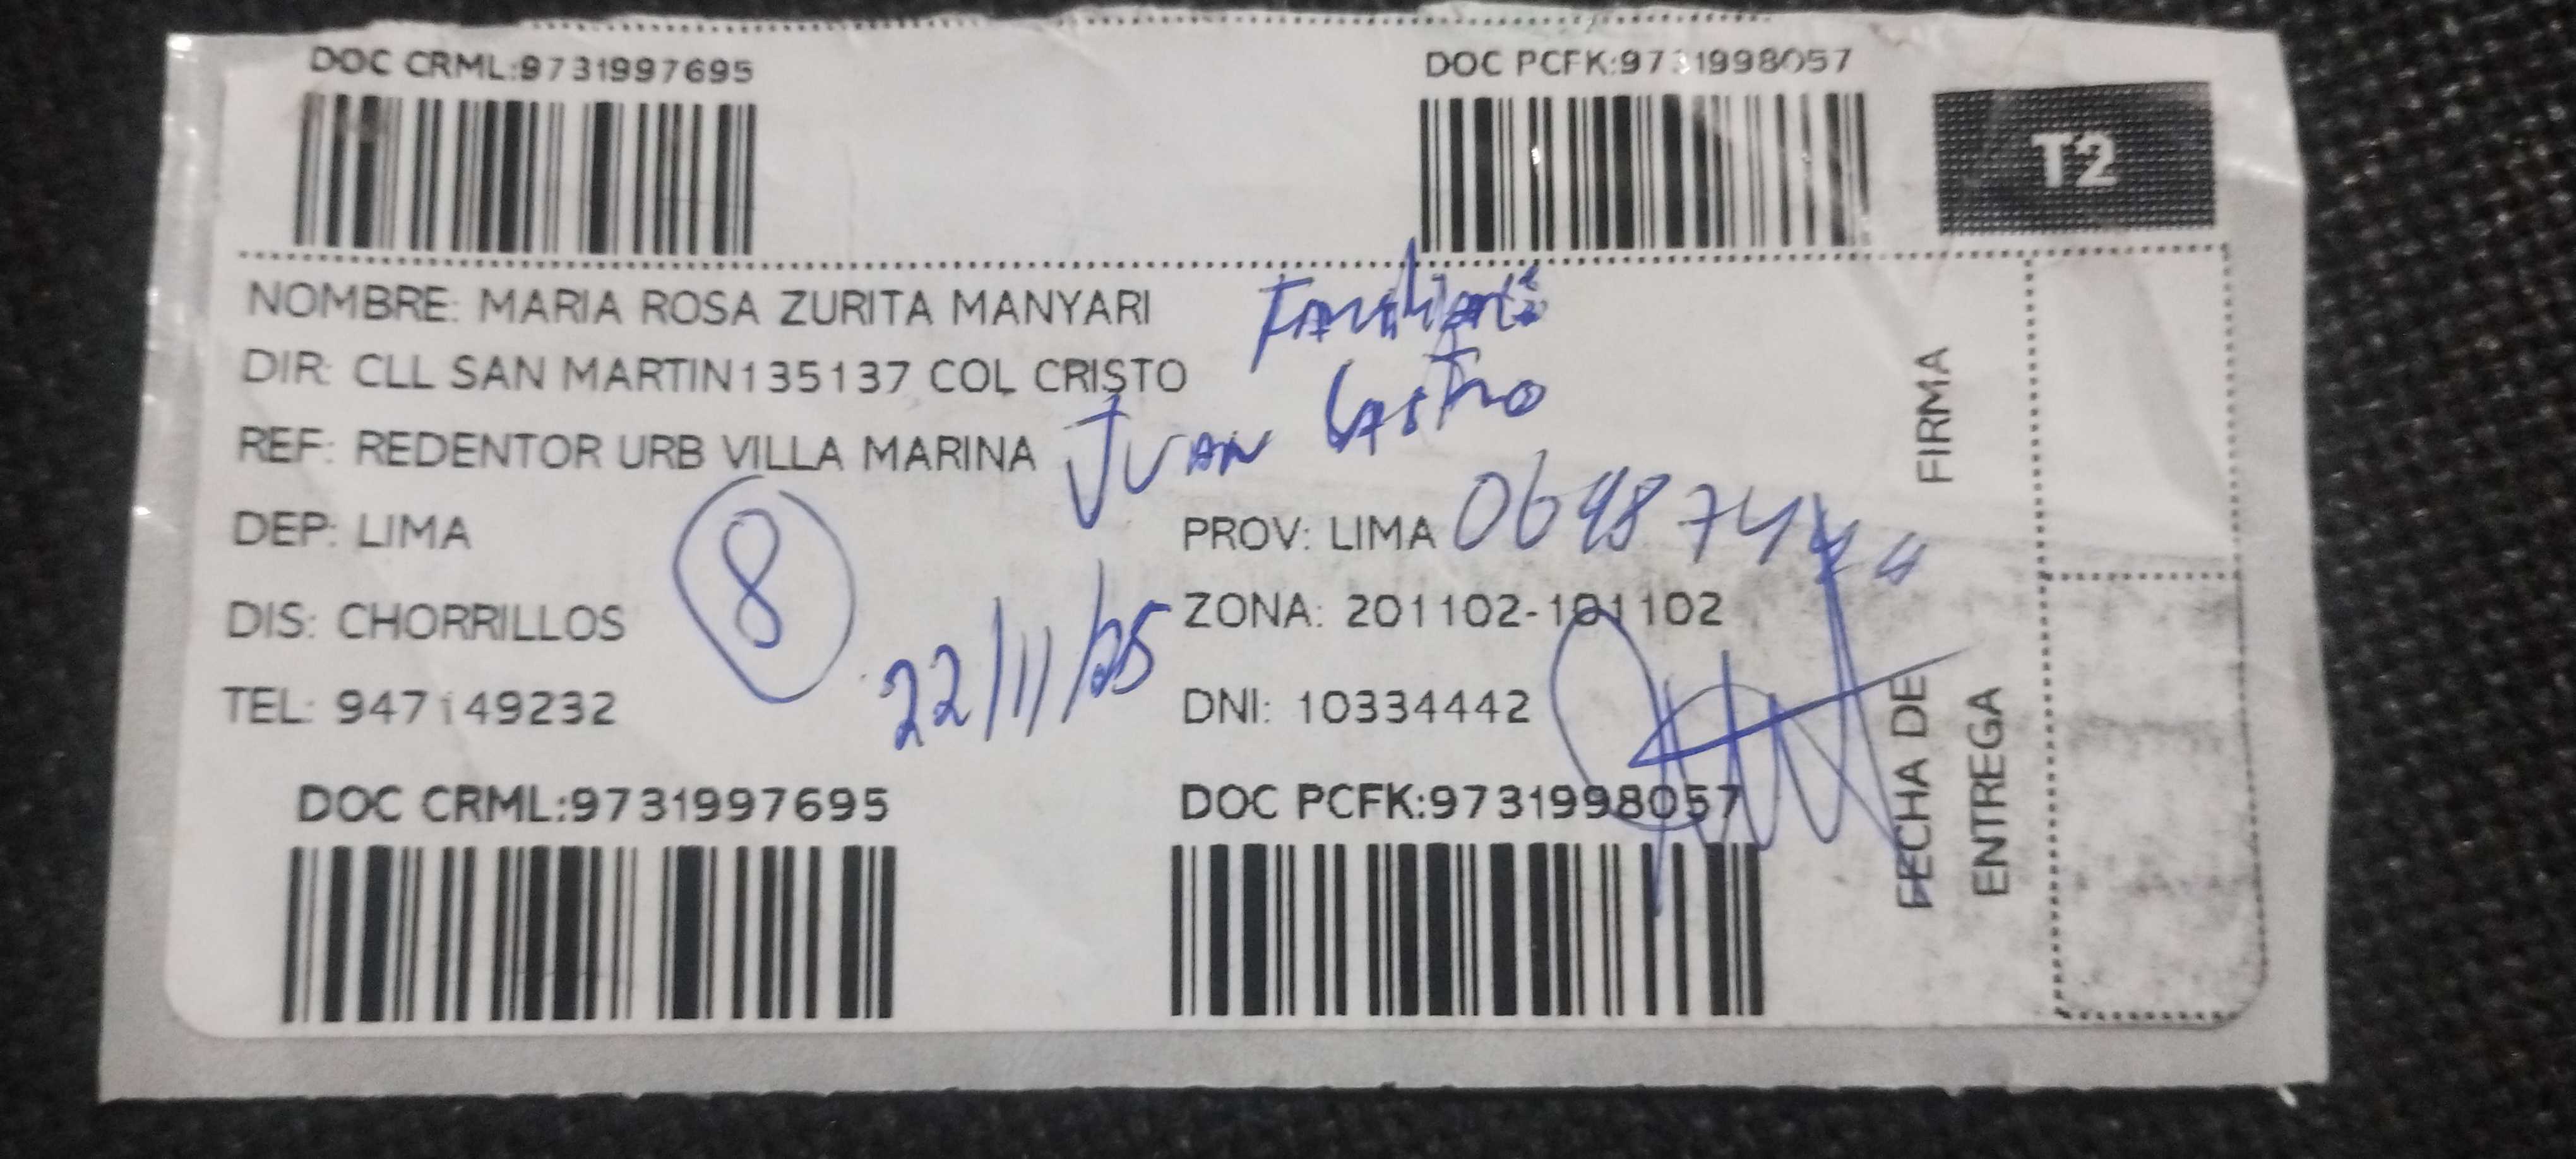 DOC CRML:9731997695
DOC PCFK:9731998057
T2
NOMBRE: MARIA ROSA ZURITA MANYARI
DIR: CLL SAN MARTIN135137 COL CRISTO
REF: REDENTOR URB VILLA MARINA
Juan Castro
DEP: LIMA
8
PROV: LIMA
DIS: CHORRILLOS
22/11/25
ZONA: 201102-101102
TEL: 947149232
DNI: 10334442
DOC CRML:9731997695
DOC PCFK:9731998057
FIRMA
FECHA DE
ENTREGA